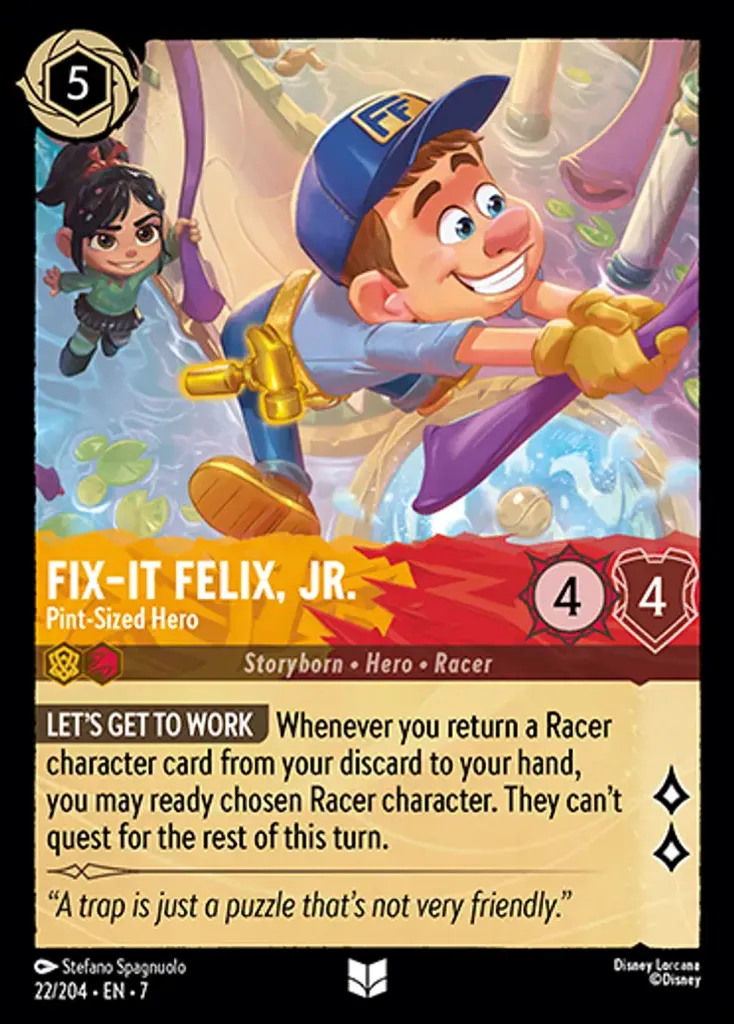 5
FF
FIX-IT FELIX, JR.
Pint-Sized Hero
4
4
Storyborn • Hero • Racer
LET'S GET TO WORK Whenever you return a Racer
character card from your discard to your hand,
you may ready chosen Racer character. They can't
quest for the rest of this turn.
“A trap is just a puzzle that's not very friendly.”
Stefano Spagnuolo
22/204 • EN • 7
Disney Lorcana
©Disney